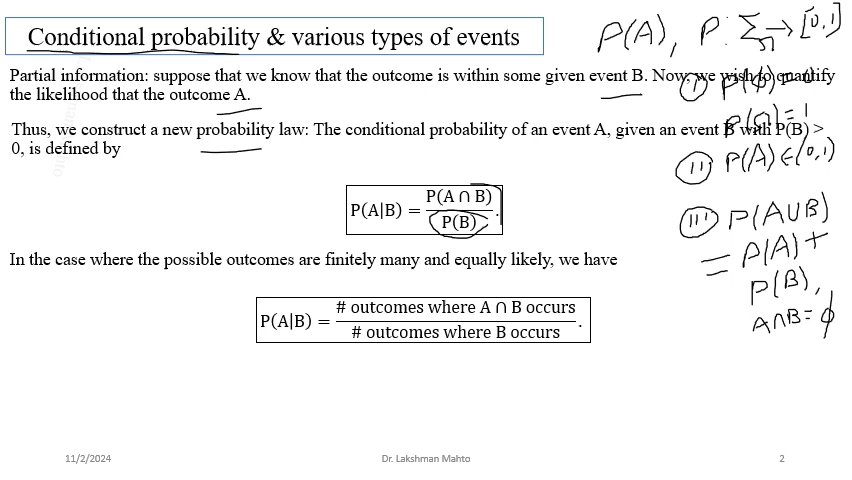 Conditional probability & various types of events
P(A), P: Σ_Ω → [0,1]
Partial information: suppose that we know that the outcome is within some given event B. Now, we wish to quantify
the likelihood that the outcome A.
(i) P(ϕ) = 0
P(Ω) = 1
Thus, we construct a new probability law: The conditional probability of an event A, given an event B with P(B) >
0, is defined by
(ii) P(A) ∈ (0,1)
P(A|B) = P(A ∩ B) / P(B) .
(iii) P(A∪B)
= P(A) +
P(B),
A∩B = ϕ
In the case where the possible outcomes are finitely many and equally likely, we have
P(A|B) = # outcomes where A ∩ B occurs / # outcomes where B occurs .
11/2/2024
Dr. Lakshman Mahto
2